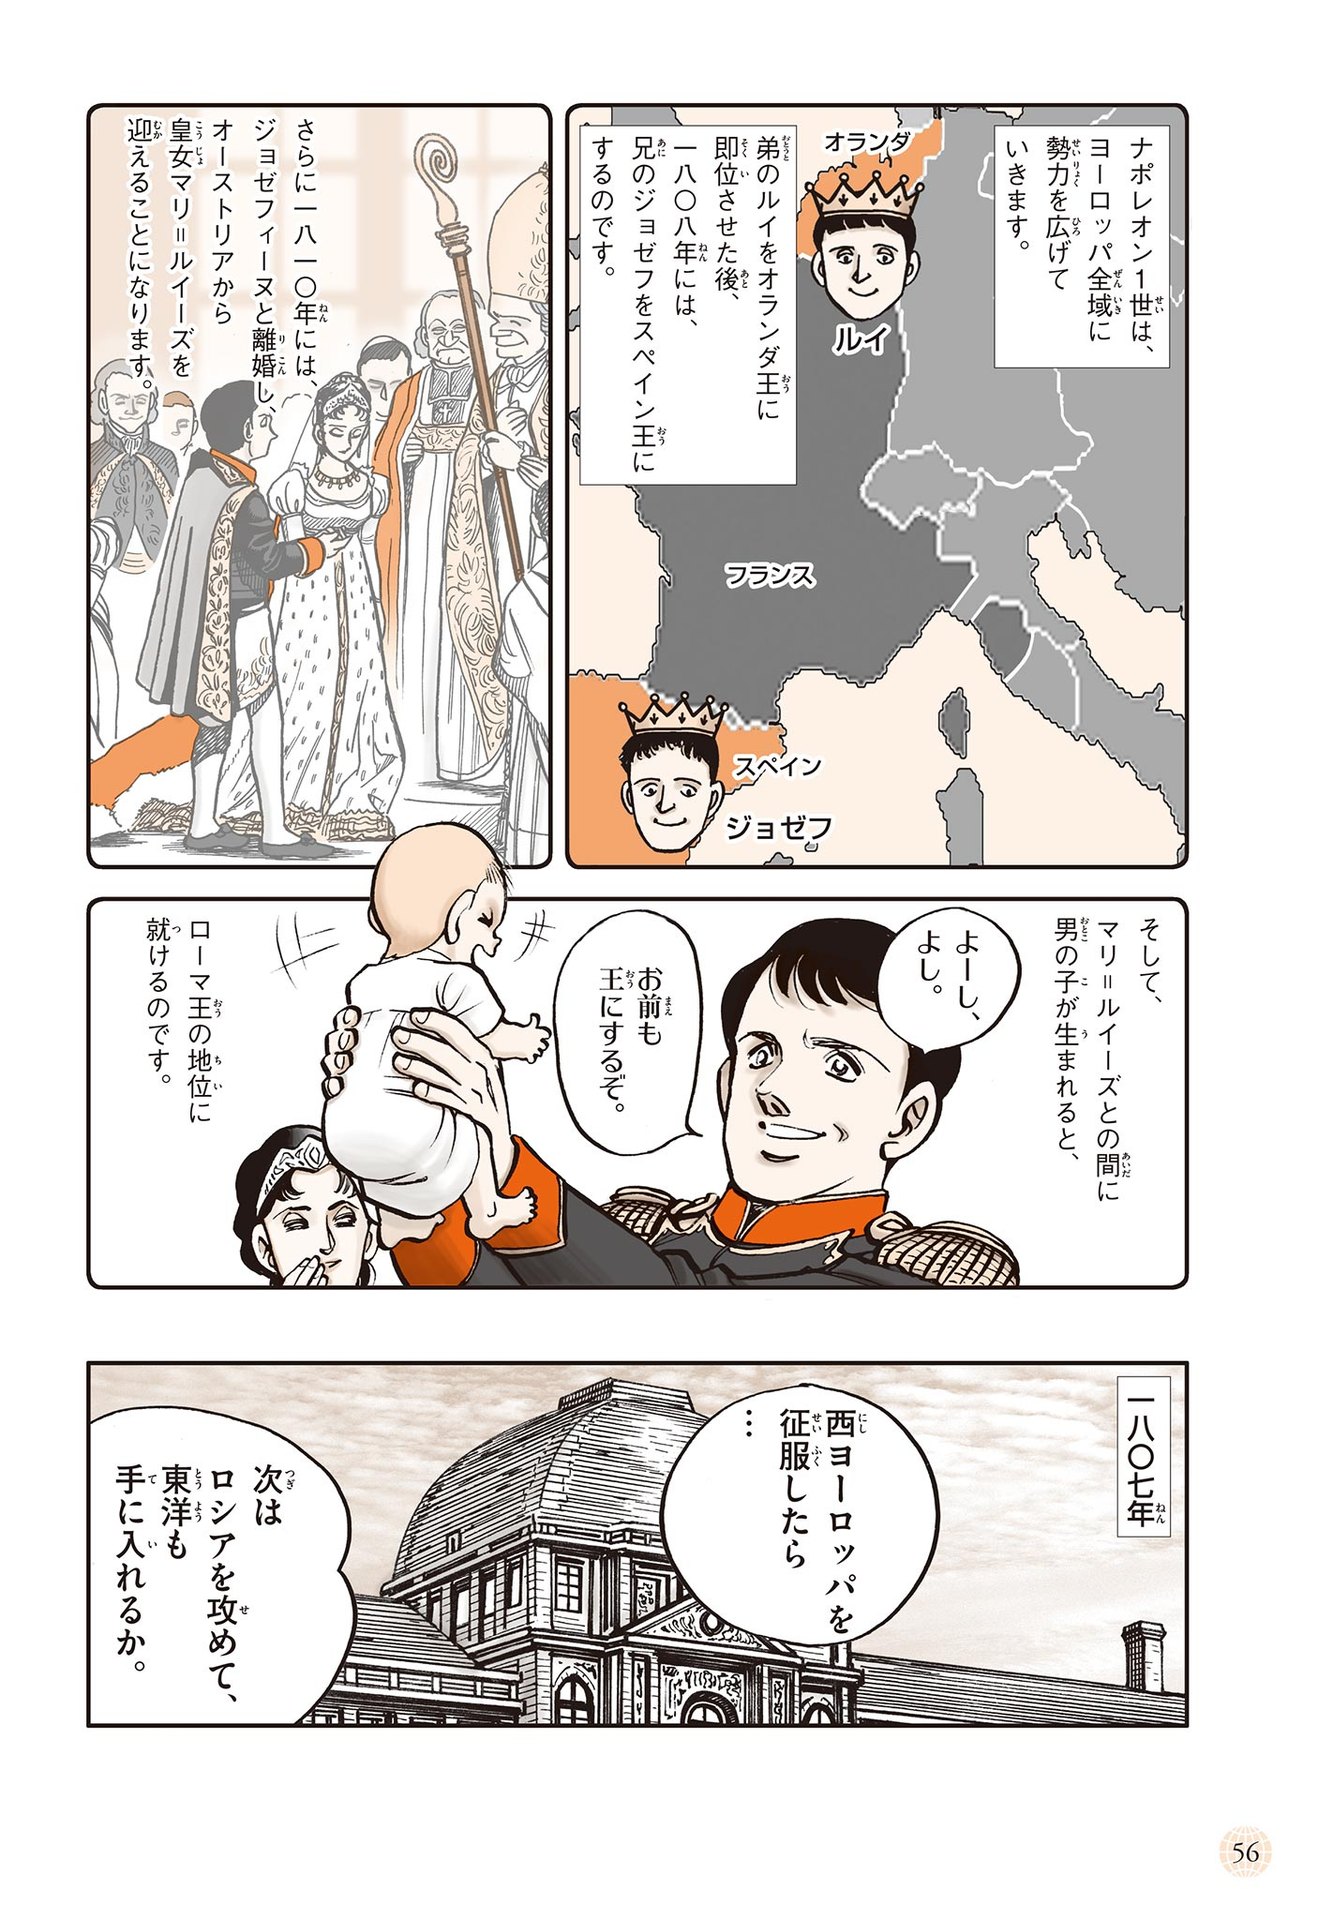 ナポレオン1世は、
ヨーロッパ全域に
勢力を広げて
いきます。
弟のルイをオランダ王に
即位させた後、
一八〇八年には、
兄のジョゼフをスペイン王に
するのです。
オランダ
ルイ
フランス
スペイン
ジョゼフ
さらに一八一〇年には、
ジョゼフィーヌと離婚し、
オーストリアから
皇女マリ=ルイーズを
迎えることになります。
そして、
マリ=ルイーズとの間に
男の子が生まれると、
よーし、
よし。
お前も
王にするぞ。
ローマ王の地位に
就けるのです。
一八〇七年
西ヨーロッパを
征服したら
…
次は
ロシアを攻めて、
東洋も
手に入れるか。
56